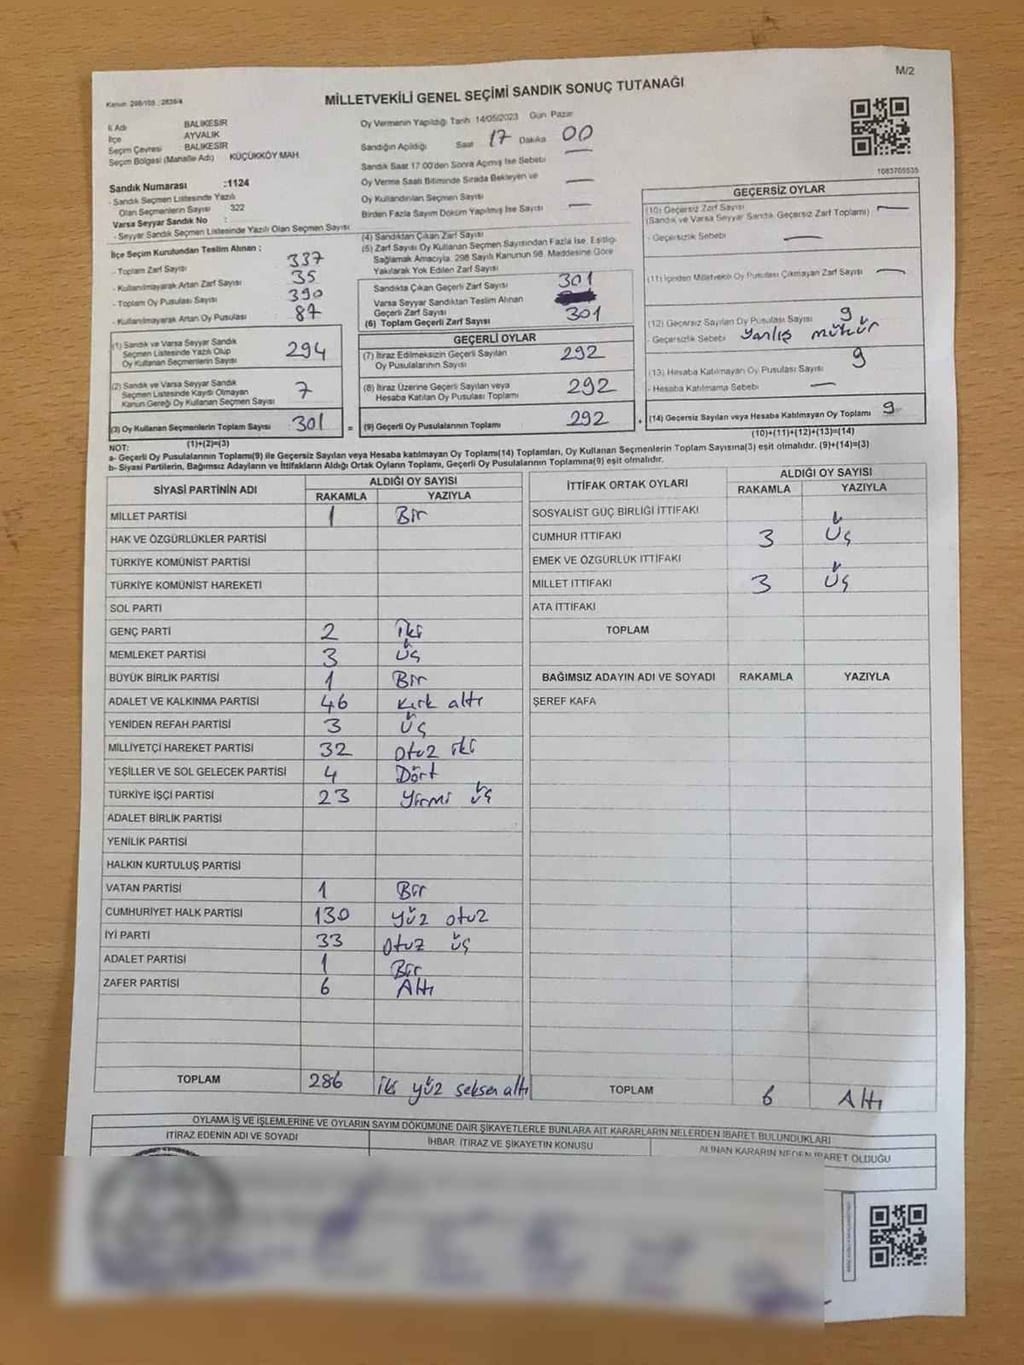 M/2
Kanun: 298/105 , 2839/4
MİLLETVEKİLİ GENEL SEÇİMİ SANDIK SONUÇ TUTANAĞI
İl Adı BALIKESİR
İlçe AYVALIK
Seçim Çevresi BALIKESİR
Seçim Bölgesi (Mahalle Adı) KÜÇÜKKÖY MAH.
Sandık Numarası :1124
- Sandık Seçmen Listesinde Yazılı
Olan Seçmenlerin Sayısı 322
Varsa Seyyar Sandık No :
- Seyyar Sandık Seçmen Listesinde Yazılı Olan Seçmen Sayısı
Oy Vermenin Yapıldığı Tarih 14/05/2023 Gün Pazar
Sandığın Açıldığı Saat 17 Dakika 00
Sandık Saat 17.00'den Sonra Açmış İse Sebebi —
Oy Verme Saati Bitiminde Sırada Bekleyen ve
Oy Kullandırılan Seçmen Sayısı —
Birden Fazla Sayım Döküm Yapılmış İse Sayısı —
1083705535
İlçe Seçim Kurulundan Teslim Alınan ;
- Toplam Zarf Sayısı 337
- Kullanılmayarak Artan Zarf Sayısı 35
- Toplam Oy Pusulası Sayısı 390
- Kullanılmayarak Artan Oy Pusulası 87
(1) Sandık ve Varsa Seyyar Sandık
Seçmen Listesinde Yazılı Olup
Oy Kullanan Seçmenlerin Sayısı 294
(2) Sandık ve Varsa Seyyar Sandık
Seçmen Listesinde Kaydı Olmayan
Kanun Gereği Oy Kullanan Seçmen Sayısı 7
(3) Oy Kullanan Seçmenlerin Toplam Sayısı 301
(1)+(2)=(3)
(4) Sandıktan Çıkan Zarf Sayısı
(5) Zarf Sayısı Oy Kullanan Seçmen Sayısından Fazla İse, Eşitliği
Sağlamak Amacıyla, 298 Sayılı Kanunun 98. Maddesine Göre
Yakılarak Yok Edilen Zarf Sayısı
Sandıkta Çıkan Geçerli Zarf Sayısı 301
Varsa Seyyar Sandıktan Teslim Alınan
Geçerli Zarf Sayısı
(6) Toplam Geçerli Zarf Sayısı 301
GEÇERLİ OYLAR
(7) İtiraz Edilmeksizin Geçerli Sayılan
Oy Pusulalarının Sayısı 292
(8) İtiraz Üzerine Geçerli Sayılan veya
Hesaba Katılan Oy Pusulası Toplamı 292
= (9) Geçerli Oy Pusulalarının Toplamı 292
GEÇERSİZ OYLAR
(10) Geçersiz Zarf Sayısı —
(Sandık ve Varsa Seyyar Sandık Geçersiz Zarf Toplamı)
- Geçersizlik Sebebi —
(11) İçinden Milletvekili Oy Pusulası Çıkmayan Zarf Sayısı —
(12) Geçersiz Sayılan Oy Pusulası Sayısı 9
- Geçersizlik Sebebi Yanlış mühür
(13) Hesaba Katılmayan Oy Pusulası Sayısı 9
- Hesaba Katılmama Sebebi —
(14) Geçersiz Sayılan veya Hesaba Katılmayan Oy Toplamı 9
(10)+(11)+(12)+(13)=(14)
NOT:
a- Geçerli Oy Pusulalarının Toplamı(9) ile Geçersiz Sayılan veya Hesaba katılmayan Oy Toplamı(14) Toplamları, Oy Kullanan Seçmenlerin Toplam Sayısına(3) eşit olmalıdır. (9)+(14)=(3)
b- Siyasi Partilerin, Bağımsız Adayların ve İttifakların Aldığı Ortak Oyların Toplamı, Geçerli Oy Pusulalarının Toplamına(9) eşit olmalıdır.
SİYASİ PARTİNİN ADI ALDIĞI OY SAYISI
RAKAMLA YAZIYLA
MİLLET PARTİSİ 1 Bir
HAK VE ÖZGÜRLÜKLER PARTİSİ
TÜRKİYE KOMÜNİST PARTİSİ
TÜRKİYE KOMÜNİST HAREKETİ
SOL PARTİ
GENÇ PARTİ 2 İki
MEMLEKET PARTİSİ 3 Üç
BÜYÜK BİRLİK PARTİSİ 1 Bir
ADALET VE KALKINMA PARTİSİ 46 Kırk altı
YENİDEN REFAH PARTİSİ 3 Üç
MİLLİYETÇİ HAREKET PARTİSİ 32 Otuz iki
YEŞİLLER VE SOL GELECEK PARTİSİ 4 Dört
TÜRKİYE İŞÇİ PARTİSİ 23 Yirmi üç
ADALET BİRLİK PARTİSİ
YENİLİK PARTİSİ
HALKIN KURTULUŞ PARTİSİ
VATAN PARTİSİ 1 Bir
CUMHURİYET HALK PARTİSİ 130 yüz otuz
İYİ PARTİ 33 Otuz üç
ADALET PARTİSİ 1 Bir
ZAFER PARTİSİ 6 Altı
TOPLAM 286 iki yüz seksen altı
İTTİFAK ORTAK OYLARI ALDIĞI OY SAYISI
RAKAMLA YAZIYLA
SOSYALIST GÜÇ BİRLİĞİ İTTİFAKI
CUMHUR İTTİFAKI 3 Üç
EMEK VE ÖZGÜRLÜK İTTİFAKI
MİLLET İTTİFAKI 3 Üç
ATA İTTİFAKI
TOPLAM
BAĞIMSIZ ADAYIN ADI VE SOYADI RAKAMLA YAZIYLA
ŞEREF KAFA
TOPLAM 6 Altı
OYLAMA İŞ VE İŞLEMLERİNE VE OYLARIN SAYIM DÖKÜMÜNE DAİR ŞİKAYETLERLE BUNLARA AİT KARARLARIN NELERDEN İBARET BULUNDUKLARI
İTİRAZ EDENİN ADI VE SOYADI İHBAR, İTİRAZ VE ŞİKAYETİN KONUSU ALINAN KARARIN NEDEN İBARET OLDUĞU